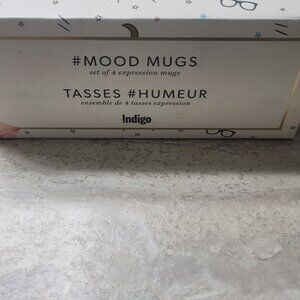 #MOOD MUGS
set of 4 expression mugs
TASSES #HUMEUR
ensemble de 4 tasses expression
Indigo